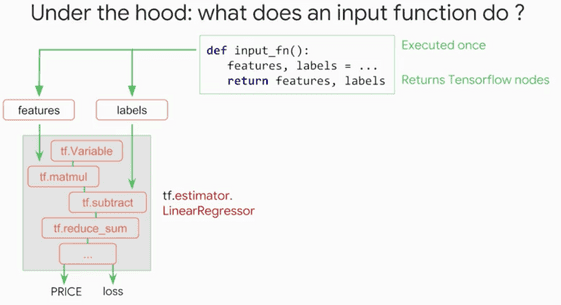 Under the hood: what does an input function do ?
def input_fn():
features, labels = ...
return features, labels
Executed once
Returns Tensorflow nodes
features
labels
tf.Variable
tf.matmul
tf.subtract
tf.reduce_sum
...
tf.estimator.
LinearRegressor
PRICE
loss